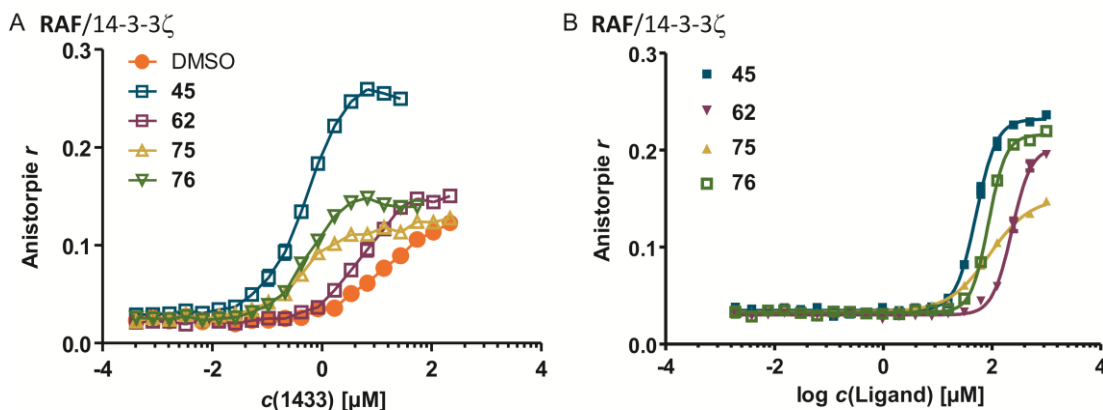 A RAF/14-3-3ζ
0.3
0.2
0.1
0.0
Anistorpie r
DMSO
45
62
75
76
-4 -2 0 2 4
c(1433) [µM]
B RAF/14-3-3ζ
0.3
0.2
0.1
0.0
Anistorpie r
45
62
75
76
-4 -2 0 2 4
log c(Ligand) [µM]